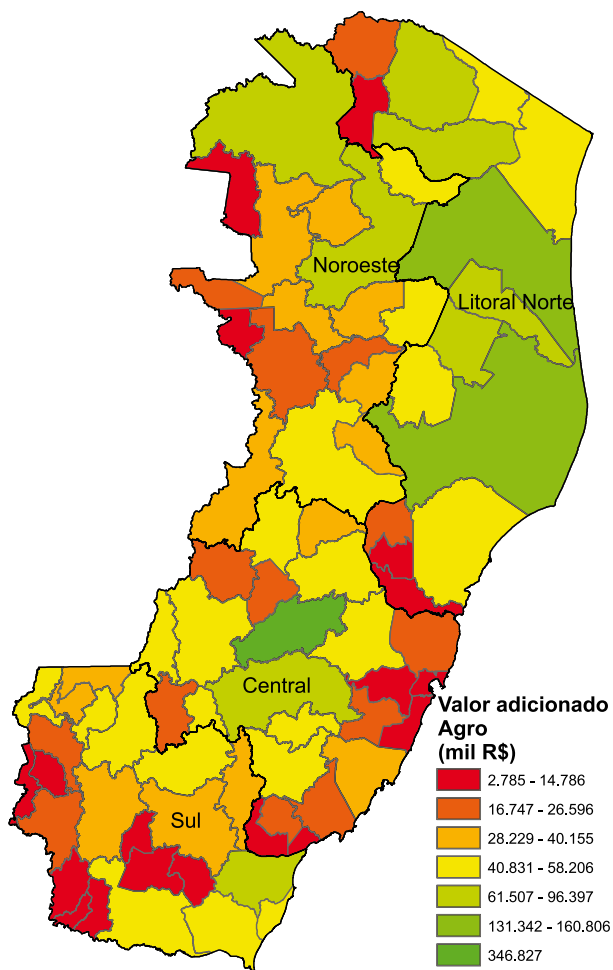 Noroeste
Litoral Norte
Central
Sul
Valor adicionado
Agro
(mil R$)
2.785 - 14.786
16.747 - 26.596
28.229 - 40.155
40.831 - 58.206
61.507 - 96.397
131.342 - 160.806
346.827